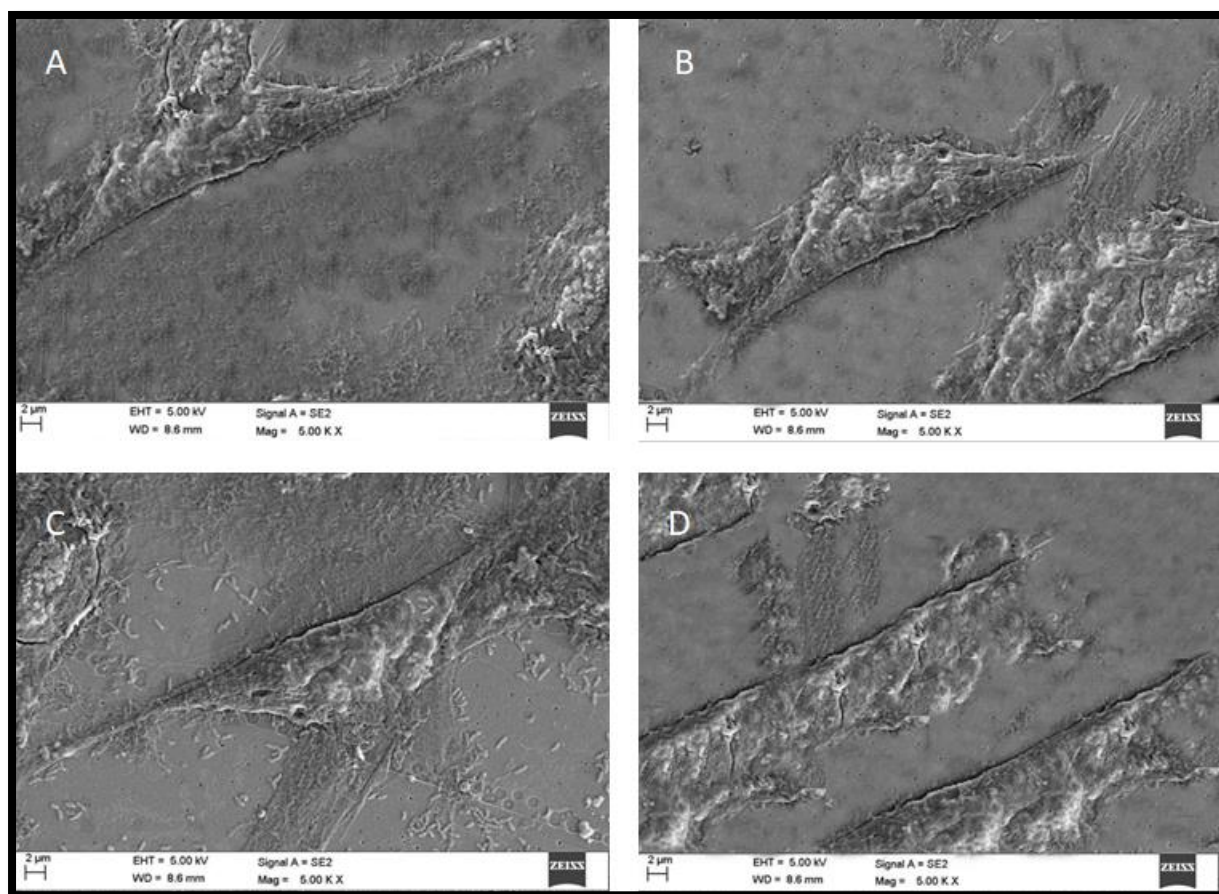 A
B
2 µm
EHT = 5.00 kV
Signal A = SE2
WD = 8.6 mm
Mag = 5.00 K X
ZEISS
2 µm
EHT = 5.00 kV
Signal A = SE2
WD = 8.6 mm
Mag = 5.00 K X
ZEISS
C
D
2 µm
EHT = 5.00 kV
Signal A = SE2
WD = 8.6 mm
Mag = 5.00 K X
ZEISS
2 µm
EHT = 5.00 kV
Signal A = SE2
WD = 8.6 mm
Mag = 5.00 K X
ZEISS